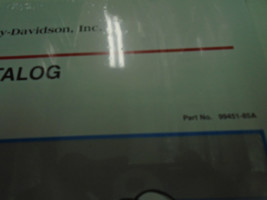 y-Davidson, Inc.
TALOG
Part No. 99451-85A